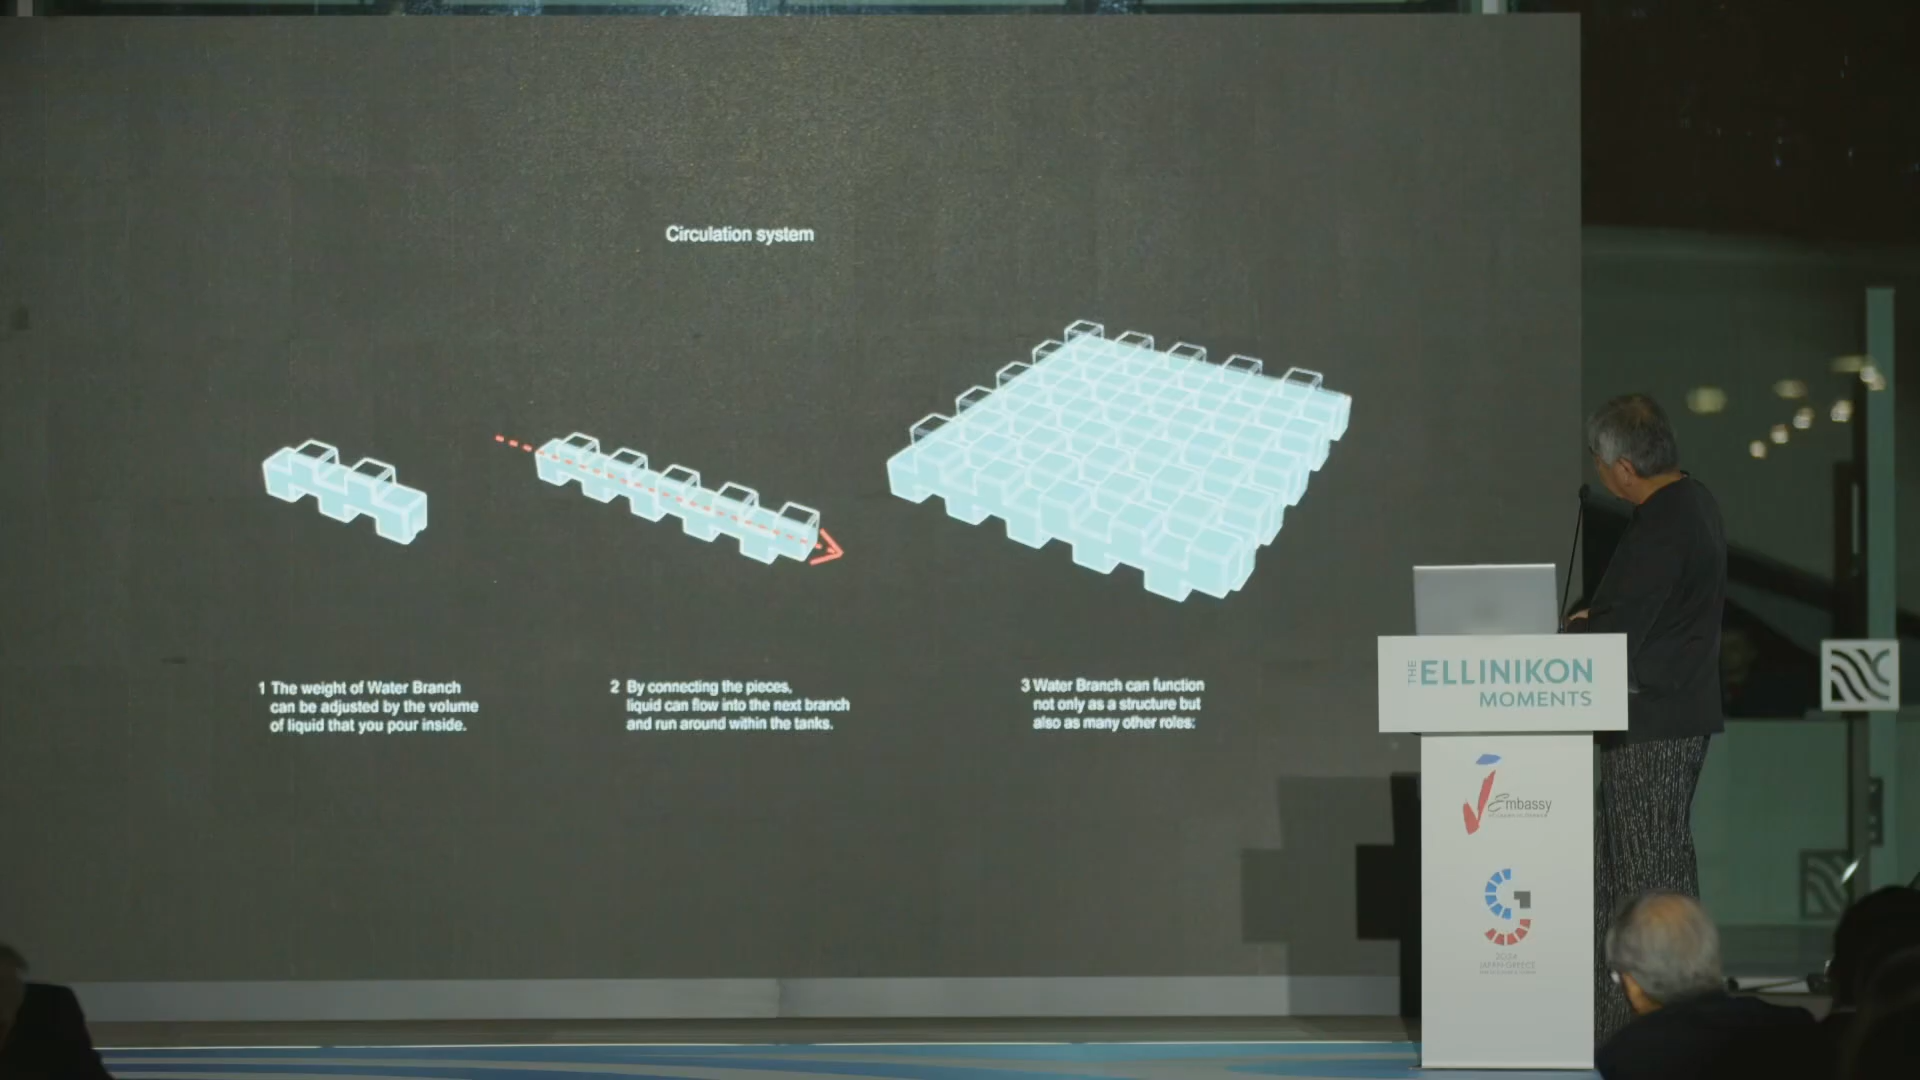 Circulation system
1 The weight of Water Branch
can be adjusted by the volume
of liquid that you pour inside.
2 By connecting the pieces,
liquid can flow into the next branch
and run around within the tanks.
3 Water Branch can function
not only as a structure but
also as many other roles:
THE ELLINIKON
MOMENTS
Embassy
2024
JAPAN-GREECE